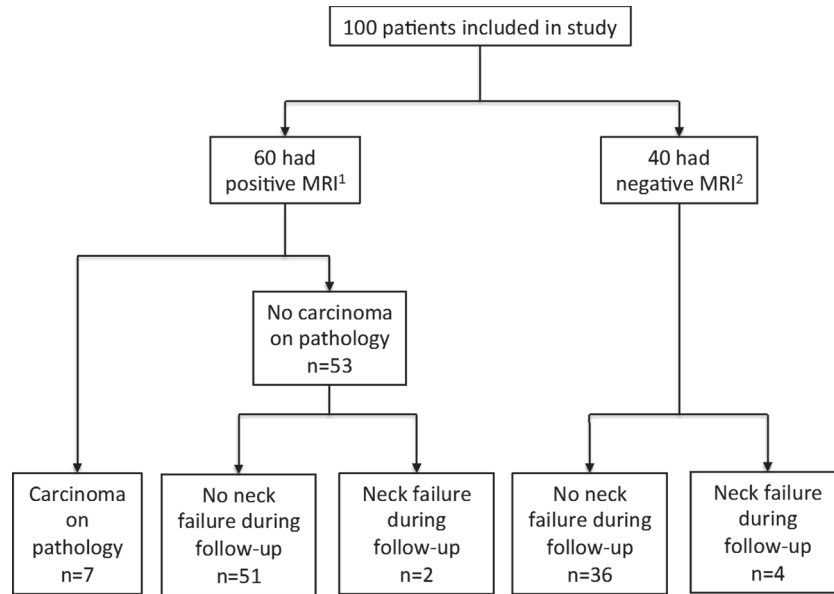 100 patients included in study
60 had
positive MRI¹
40 had
negative MRI²
No carcinoma
on pathology
n=53
Carcinoma
on
pathology
n=7
No neck
failure during
follow-up
n=51
Neck failure
during
follow-up
n=2
No neck
failure during
follow-up
n=36
Neck failure
during
follow-up
n=4